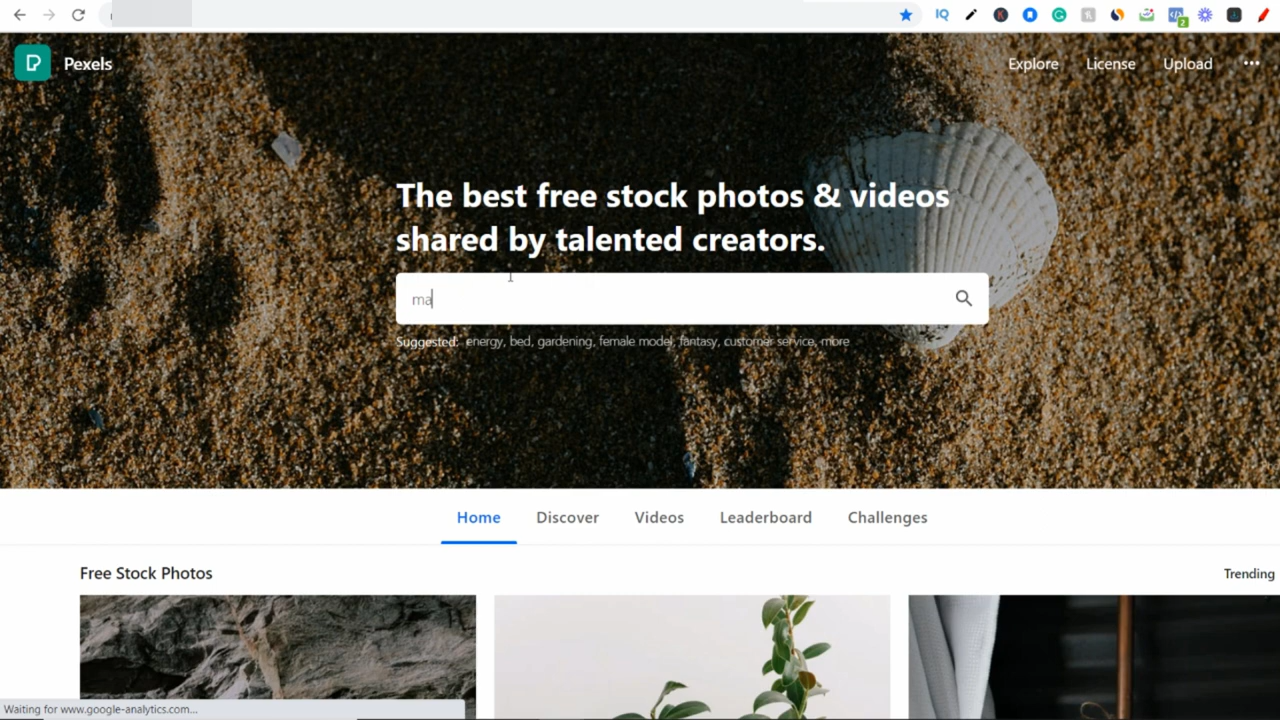 IQ
2
Pexels
Explore
License
Upload
The best free stock photos & videos
shared by talented creators.
ma
Suggested: energy, bed, gardening, female model, fantasy, customer service, more
Home
Discover
Videos
Leaderboard
Challenges
Free Stock Photos
Trending
Waiting for www.google-analytics.com...